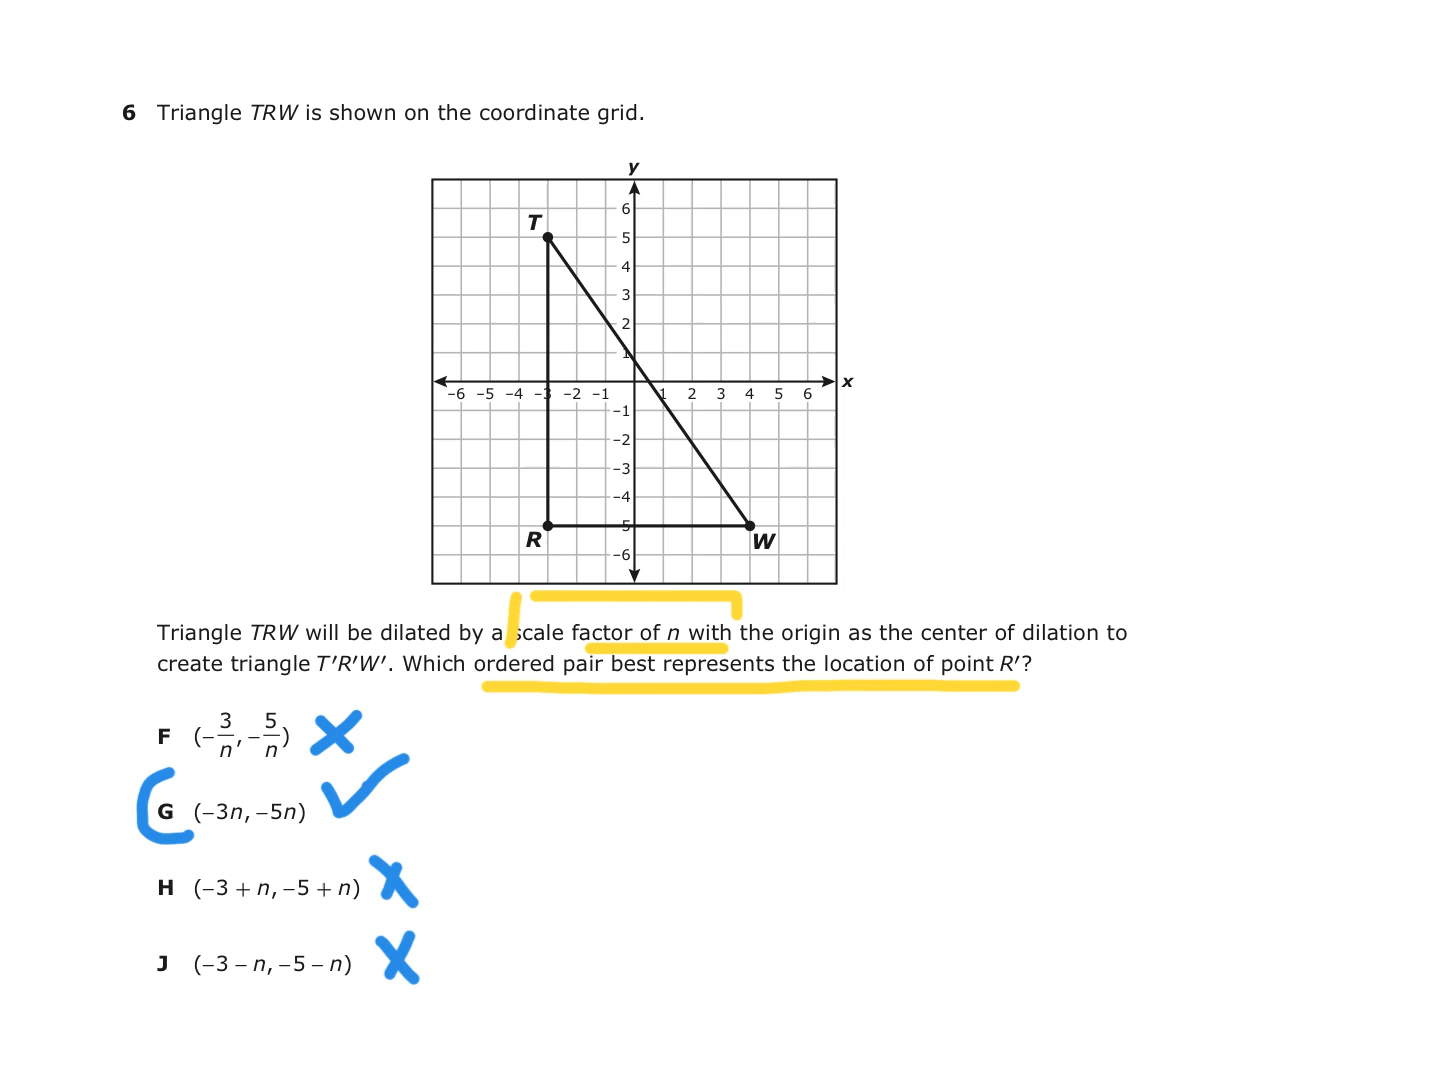 6 Triangle TRW is shown on the coordinate grid.
y
6
T
5
4
3
2
1
x
–6 –5 –4 –3 –2 –1 1 2 3 4 5 6
–1
–2
–3
–4
–5
R W
–6
Triangle TRW will be dilated by a scale factor of n with the origin as the center of dilation to
create triangle T′R′W′. Which ordered pair best represents the location of point R′?
F (–3/n, –5/n)
G (–3n, –5n)
H (–3 + n, –5 + n)
J (–3 – n, –5 – n)